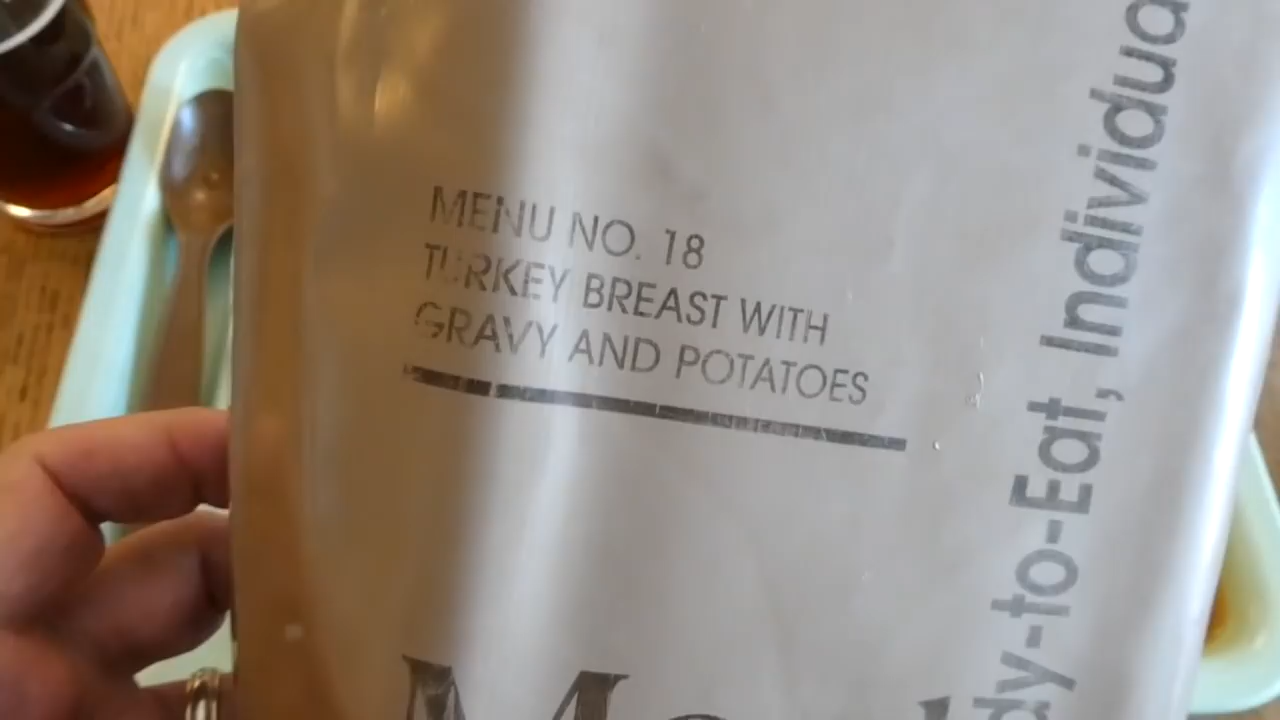 MENU NO. 18
TURKEY BREAST WITH
GRAVY AND POTATOES
dy-to-Eat, Individua